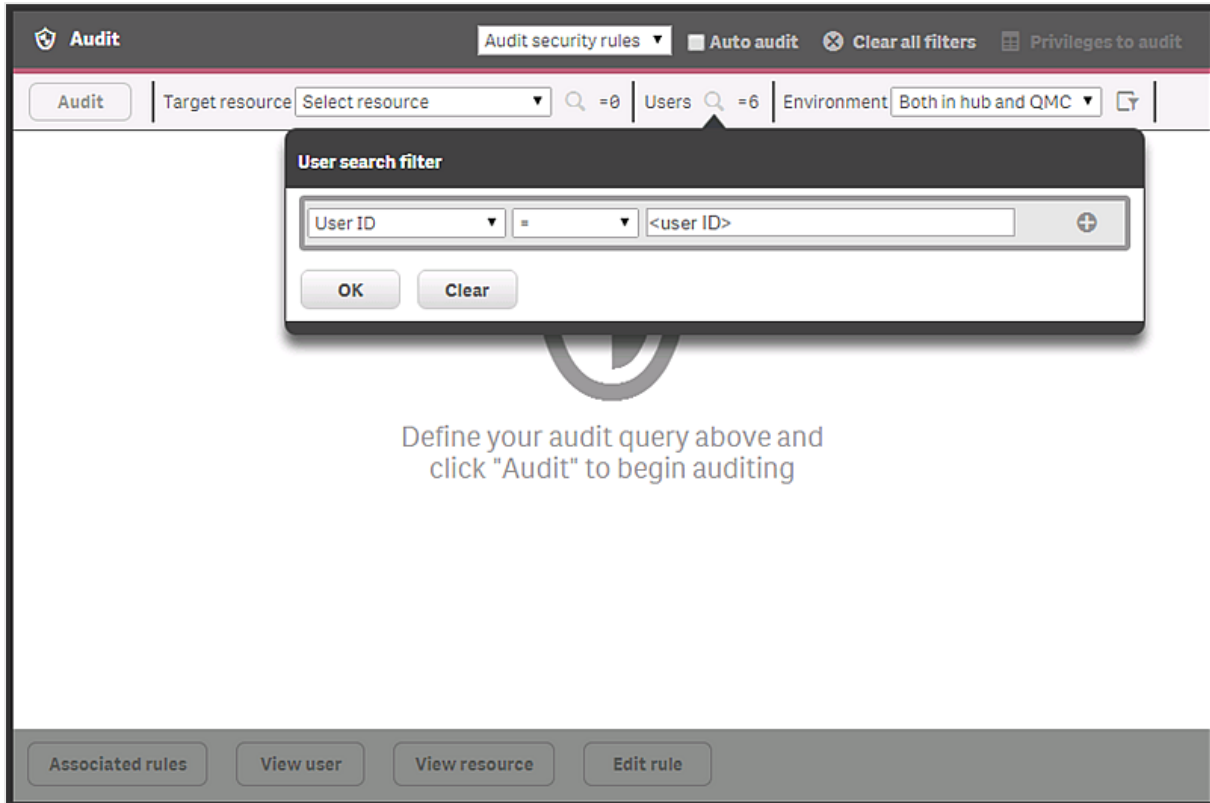 Audit Audit security rules Auto audit Clear all filters Privileges to audit
Audit Target resource Select resource =0 Users =6 Environment Both in hub and QMC
User search filter
User ID = <user ID>
OK Clear
Define your audit query above and
click "Audit" to begin auditing
Associated rules View user View resource Edit rule